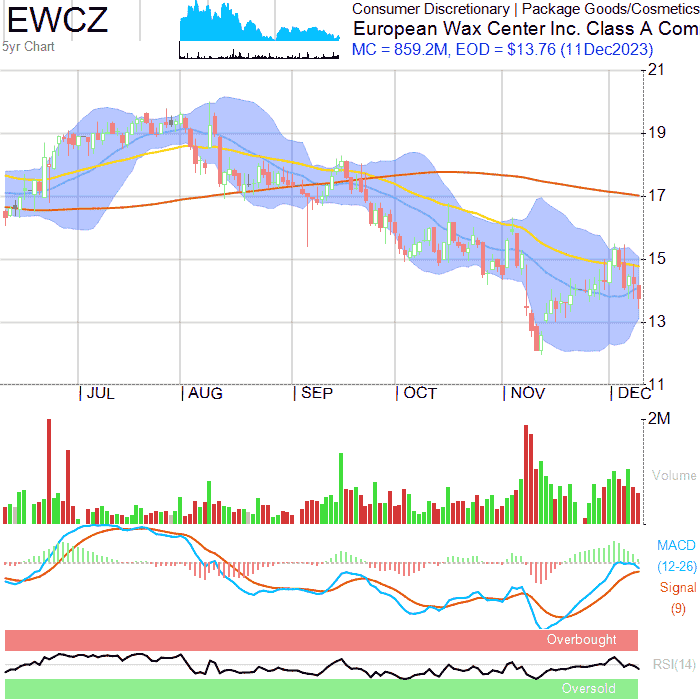 EWCZ
Consumer Discretionary | Package Goods/Cosmetics
European Wax Center Inc. Class A Com
5yr Chart
MC = 859.2M, EOD = $13.76 (11Dec2023)
21
19
17
15
13
11
| JUL
| AUG
| SEP
| OCT
| NOV
| DEC
2M
Volume
MACD
(12-26)
Signal
(9)
Overbought
RSI(14)
Oversold